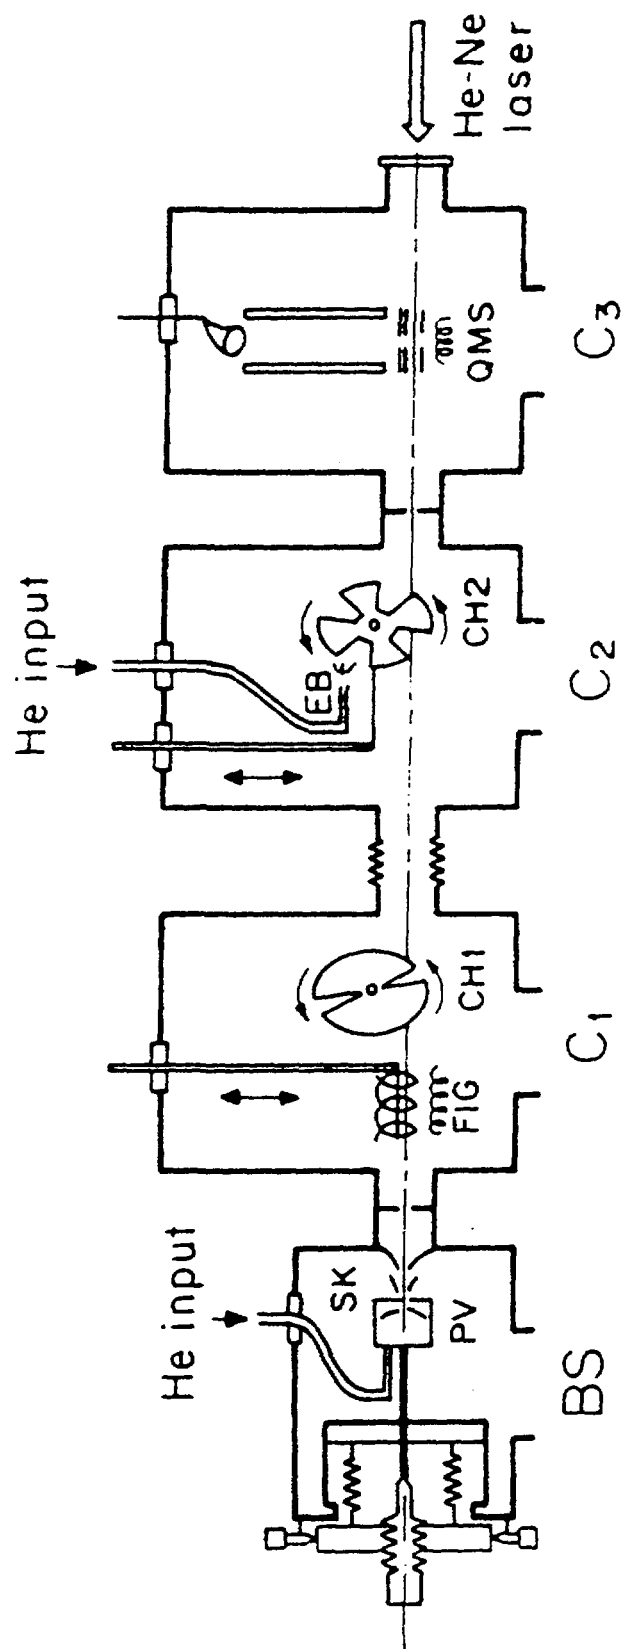 He input
He input
He-Ne
laser
SK
PV
FIG
CH1
EB
CH2
QMS
BS
C1
C2
C3